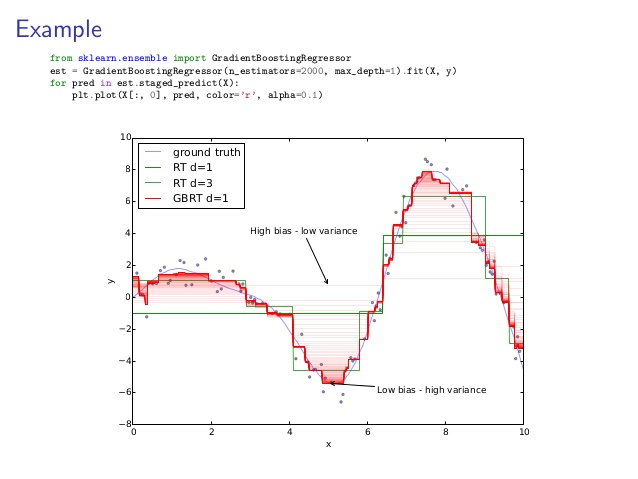 Example
from sklearn.ensemble import GradientBoostingRegressor
est = GradientBoostingRegressor(n_estimators=2000, max_depth=1).fit(X, y)
for pred in est.staged_predict(X):
    plt.plot(X[:, 0], pred, color='r', alpha=0.1)
10
8
6
4
2
0
−2
−4
−6
−8
y
ground truth
RT d=1
RT d=3
GBRT d=1
High bias - low variance
Low bias - high variance
0 2 4 6 8 10
x